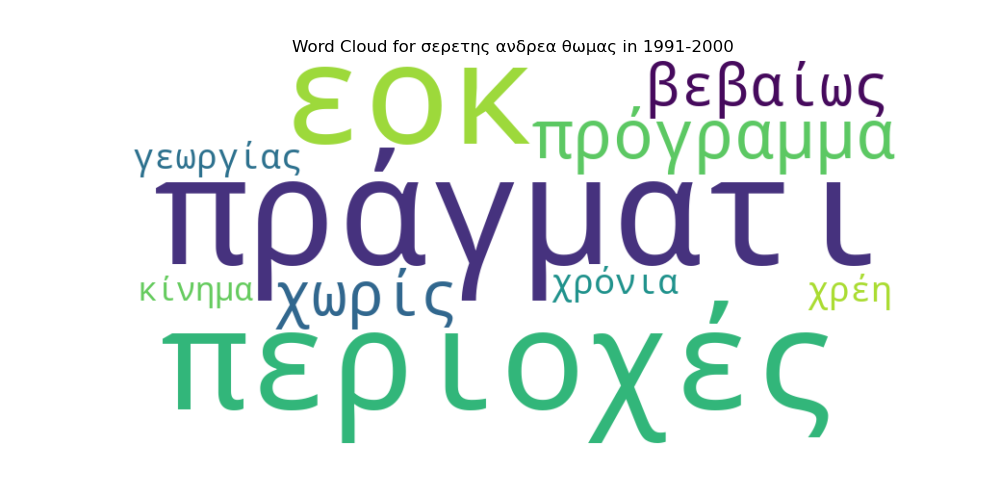 Word Cloud for σερετης ανδρεα θωμας in 1991-2000
εοκ
βεβαίως
πρόγραμμα
γεωργίας
πράγματι
κίνημα
χωρίς
χρόνια
χρέη
περιοχές